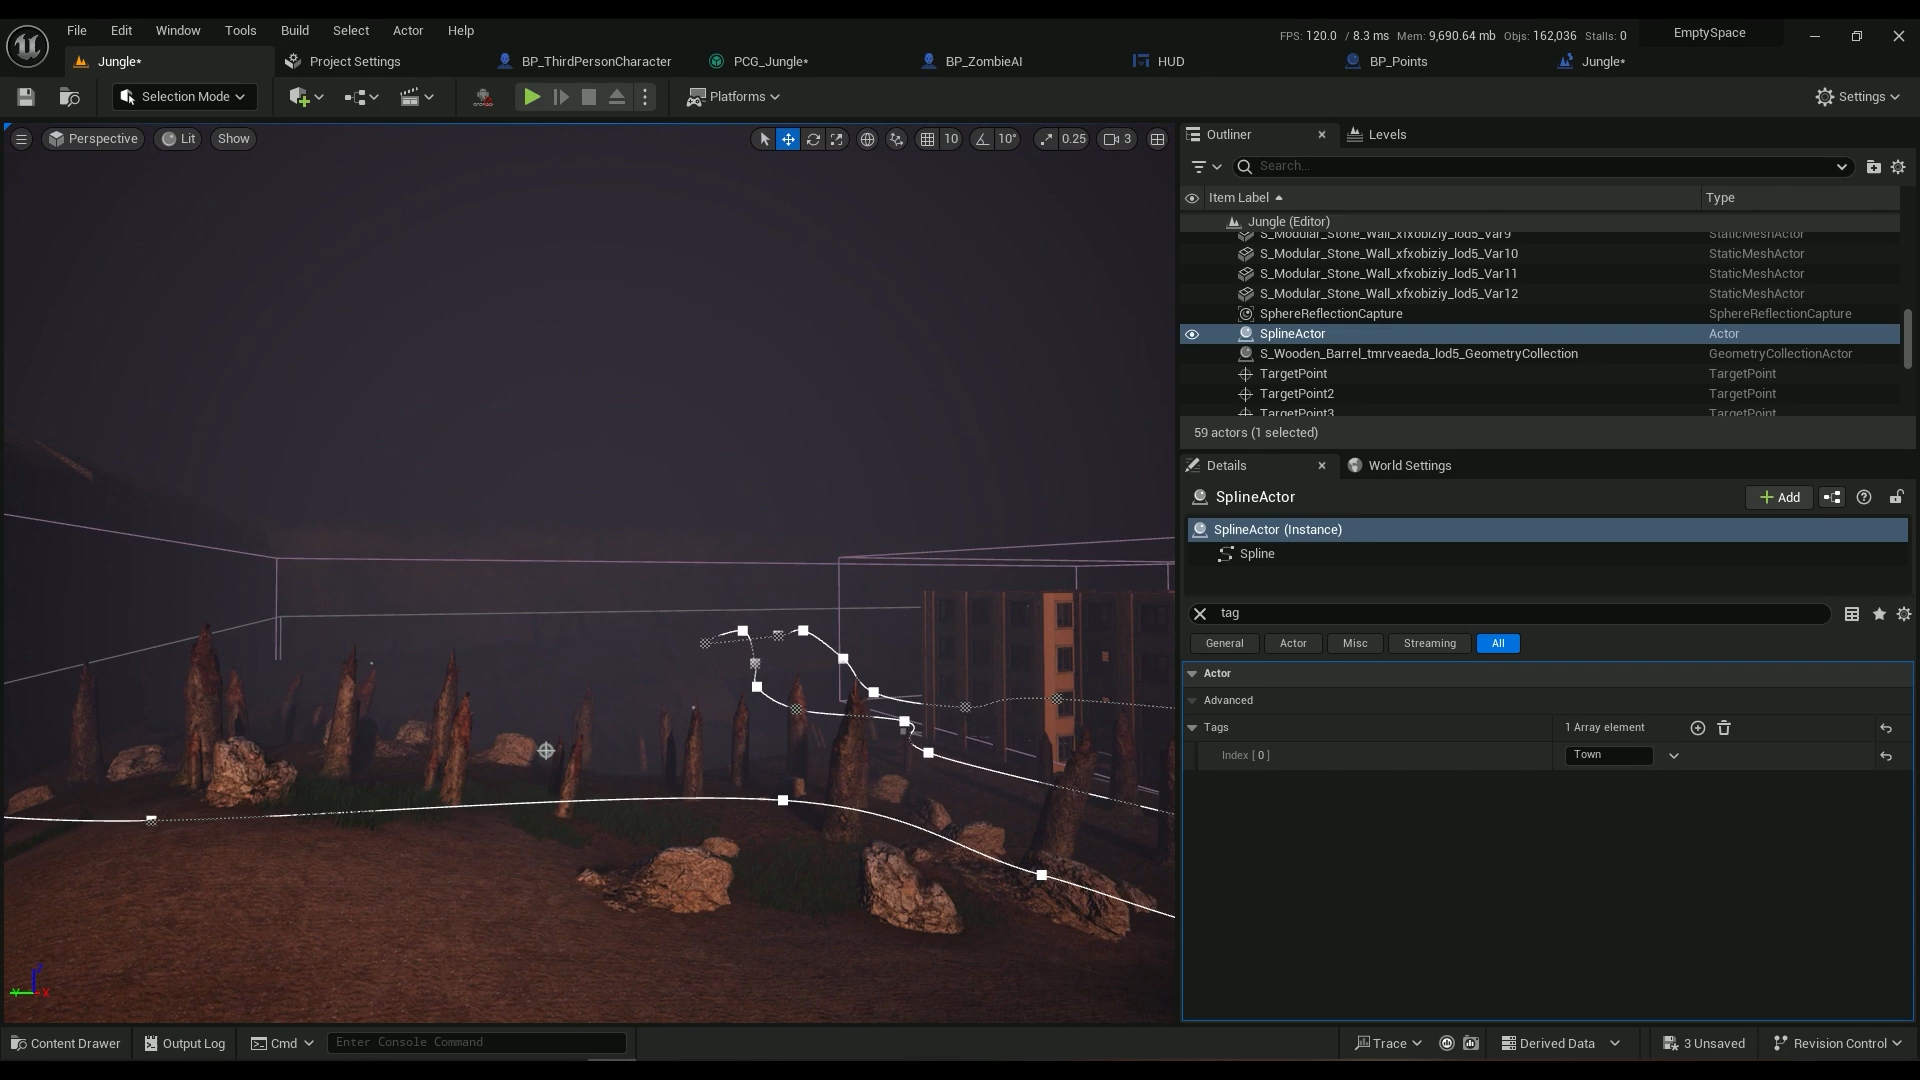 File Edit Window Tools Build Select Actor Help
FPS: 120.0 / 8.3 ms Mem: 9,690.64 mb Objs: 162,036 Stalls: 0
EmptySpace
Jungle* Project Settings BP_ThirdPersonCharacter PCG_Jungle* BP_ZombieAI HUD BP_Points Jungle*
Selection Mode Platforms Settings
Perspective Lit Show 10 10° 0.25 3
Outliner Levels
Search...
Item Label Type
Jungle (Editor)
S_Modular_Stone_Wall_xfxobiziy_lod5_Var9 StaticMeshActor
S_Modular_Stone_Wall_xfxobiziy_lod5_Var10 StaticMeshActor
S_Modular_Stone_Wall_xfxobiziy_lod5_Var11 StaticMeshActor
S_Modular_Stone_Wall_xfxobiziy_lod5_Var12 StaticMeshActor
SphereReflectionCapture SphereReflectionCapture
SplineActor Actor
S_Wooden_Barrel_tmrveaeda_lod5_GeometryCollection GeometryCollectionActor
TargetPoint TargetPoint
TargetPoint2 TargetPoint
TargetPoint3 TargetPoint
59 actors (1 selected)
Details World Settings
SplineActor Add
SplineActor (Instance)
Spline
tag
General Actor Misc Streaming All
Actor
Advanced
Tags 1 Array element
Index [ 0 ] Town
Z
Y X
Content Drawer Output Log Cmd Enter Console Command Trace Derived Data 3 Unsaved Revision Control